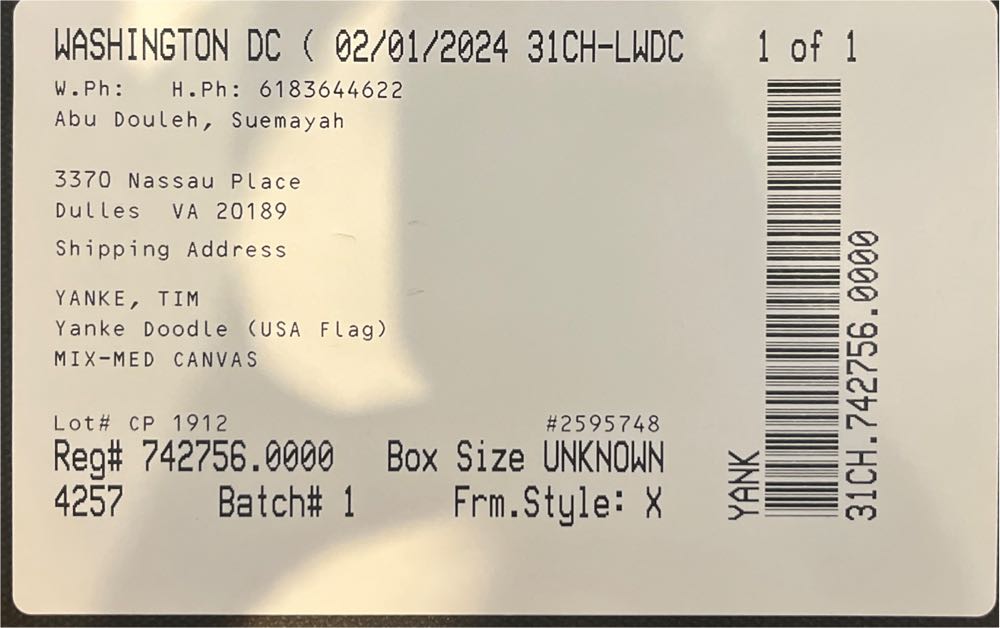 WASHINGTON DC ( 02/01/2024 31CH-LWDC 1 of 1
W.Ph: H.Ph: 6183644622
Abu Douleh, Suemayah
3370 Nassau Place
Dulles VA 20189
Shipping Address
YANKE, TIM
Yanke Doodle (USA Flag)
MIX-MED CANVAS
Lot# CP 1912 #2595748
Reg# 742756.0000 Box Size UNKNOWN
4257 Batch# 1 Frm.Style: X
YANK
31CH.742756.0000